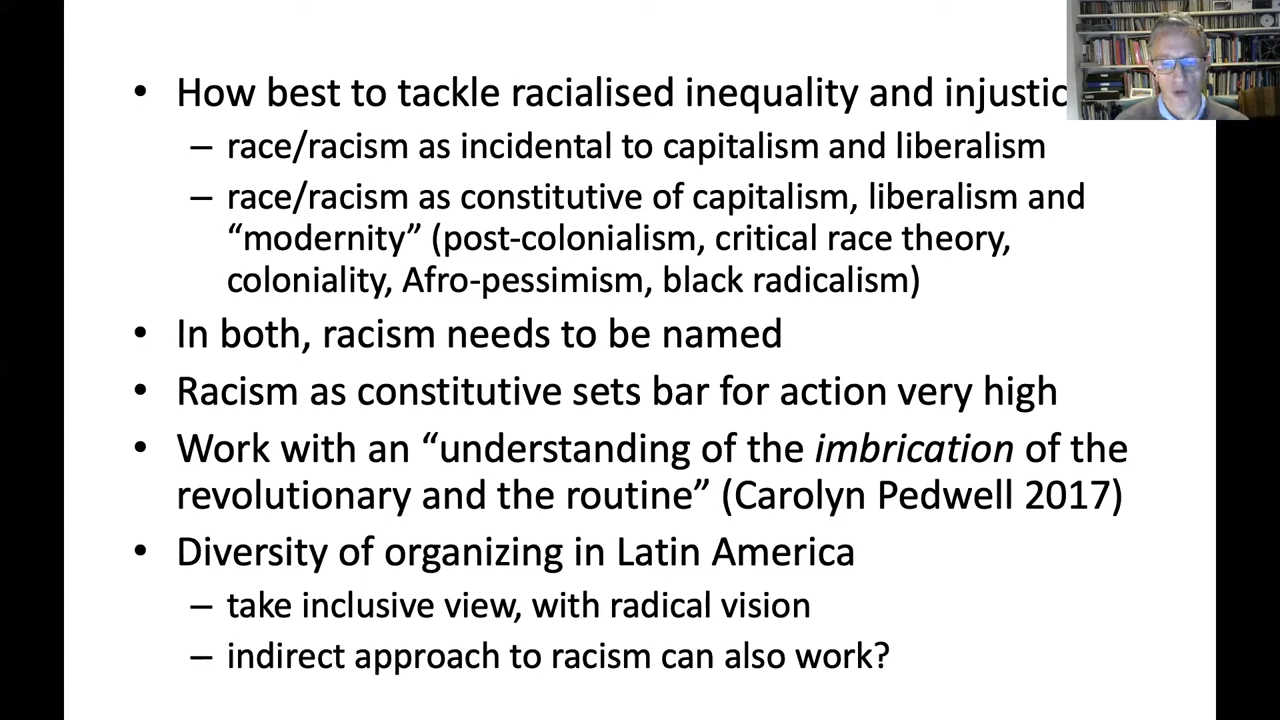 • How best to tackle racialised inequality and injustic
– race/racism as incidental to capitalism and liberalism
– race/racism as constitutive of capitalism, liberalism and
“modernity” (post-colonialism, critical race theory,
coloniality, Afro-pessimism, black radicalism)
• In both, racism needs to be named
• Racism as constitutive sets bar for action very high
• Work with an “understanding of the imbrication of the
revolutionary and the routine” (Carolyn Pedwell 2017)
• Diversity of organizing in Latin America
– take inclusive view, with radical vision
– indirect approach to racism can also work?